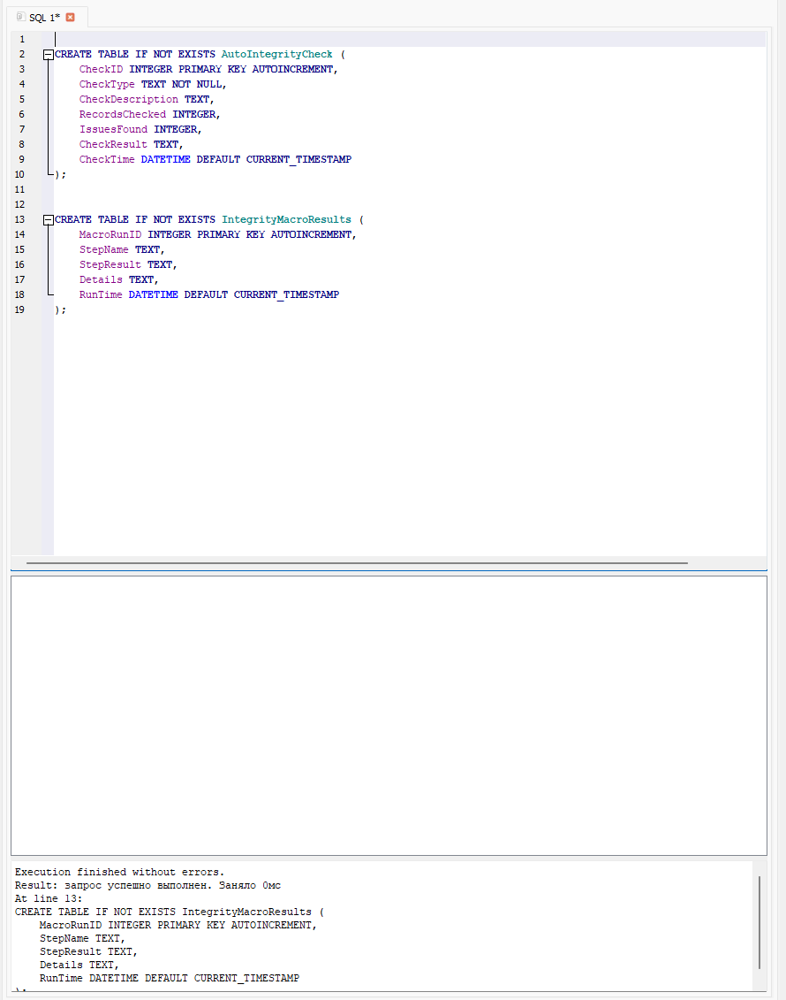 SQL 1*
1
2 CREATE TABLE IF NOT EXISTS AutoIntegrityCheck (
3 CheckID INTEGER PRIMARY KEY AUTOINCREMENT,
4 CheckType TEXT NOT NULL,
5 CheckDescription TEXT,
6 RecordsChecked INTEGER,
7 IssuesFound INTEGER,
8 CheckResult TEXT,
9 CheckTime DATETIME DEFAULT CURRENT_TIMESTAMP
10 );
11
12
13 CREATE TABLE IF NOT EXISTS IntegrityMacroResults (
14 MacroRunID INTEGER PRIMARY KEY AUTOINCREMENT,
15 StepName TEXT,
16 StepResult TEXT,
17 Details TEXT,
18 RunTime DATETIME DEFAULT CURRENT_TIMESTAMP
19 );
Execution finished without errors.
Result: запрос успешно выполнен. Заняло 0мс
At line 13:
CREATE TABLE IF NOT EXISTS IntegrityMacroResults (
MacroRunID INTEGER PRIMARY KEY AUTOINCREMENT,
StepName TEXT,
StepResult TEXT,
Details TEXT,
RunTime DATETIME DEFAULT CURRENT_TIMESTAMP
);